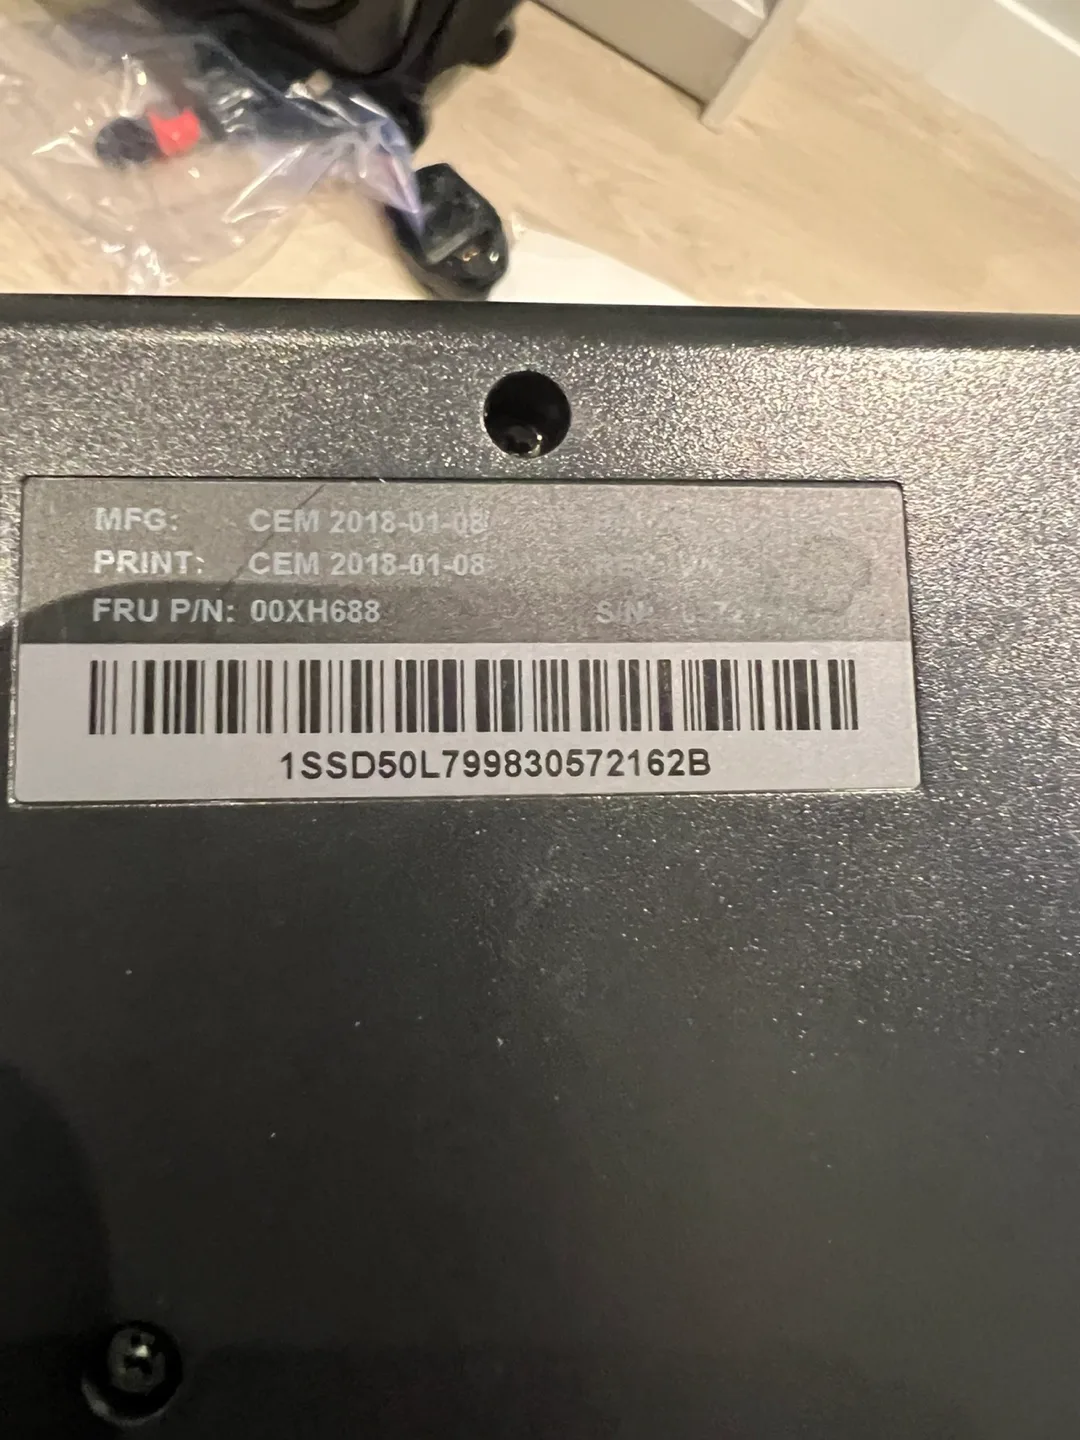 MFG: CEM 2018-01-08
PRINT: CEM 2018-01-08
FRU P/N: 00XH688 S/N:
1SSD50L799830572162B